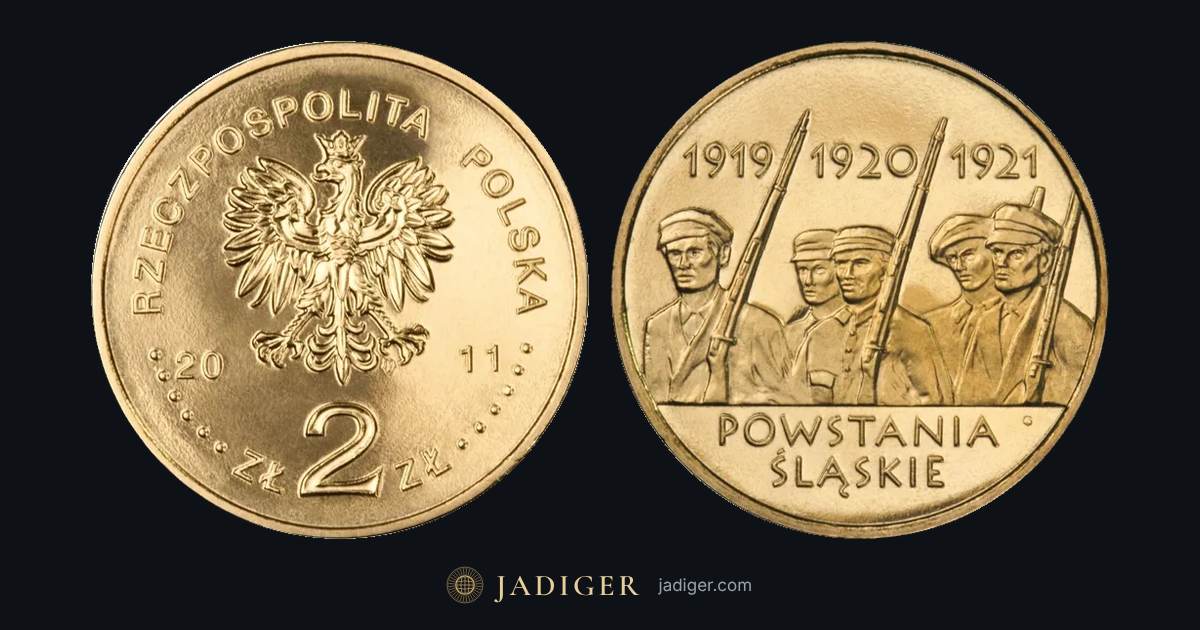 RZECZPOSPOLITA POLSKA
20 11
ZŁ 2 ZŁ
1919 1920 1921
POWSTANIA
ŚLĄSKIE
JADIGER jadiger.com